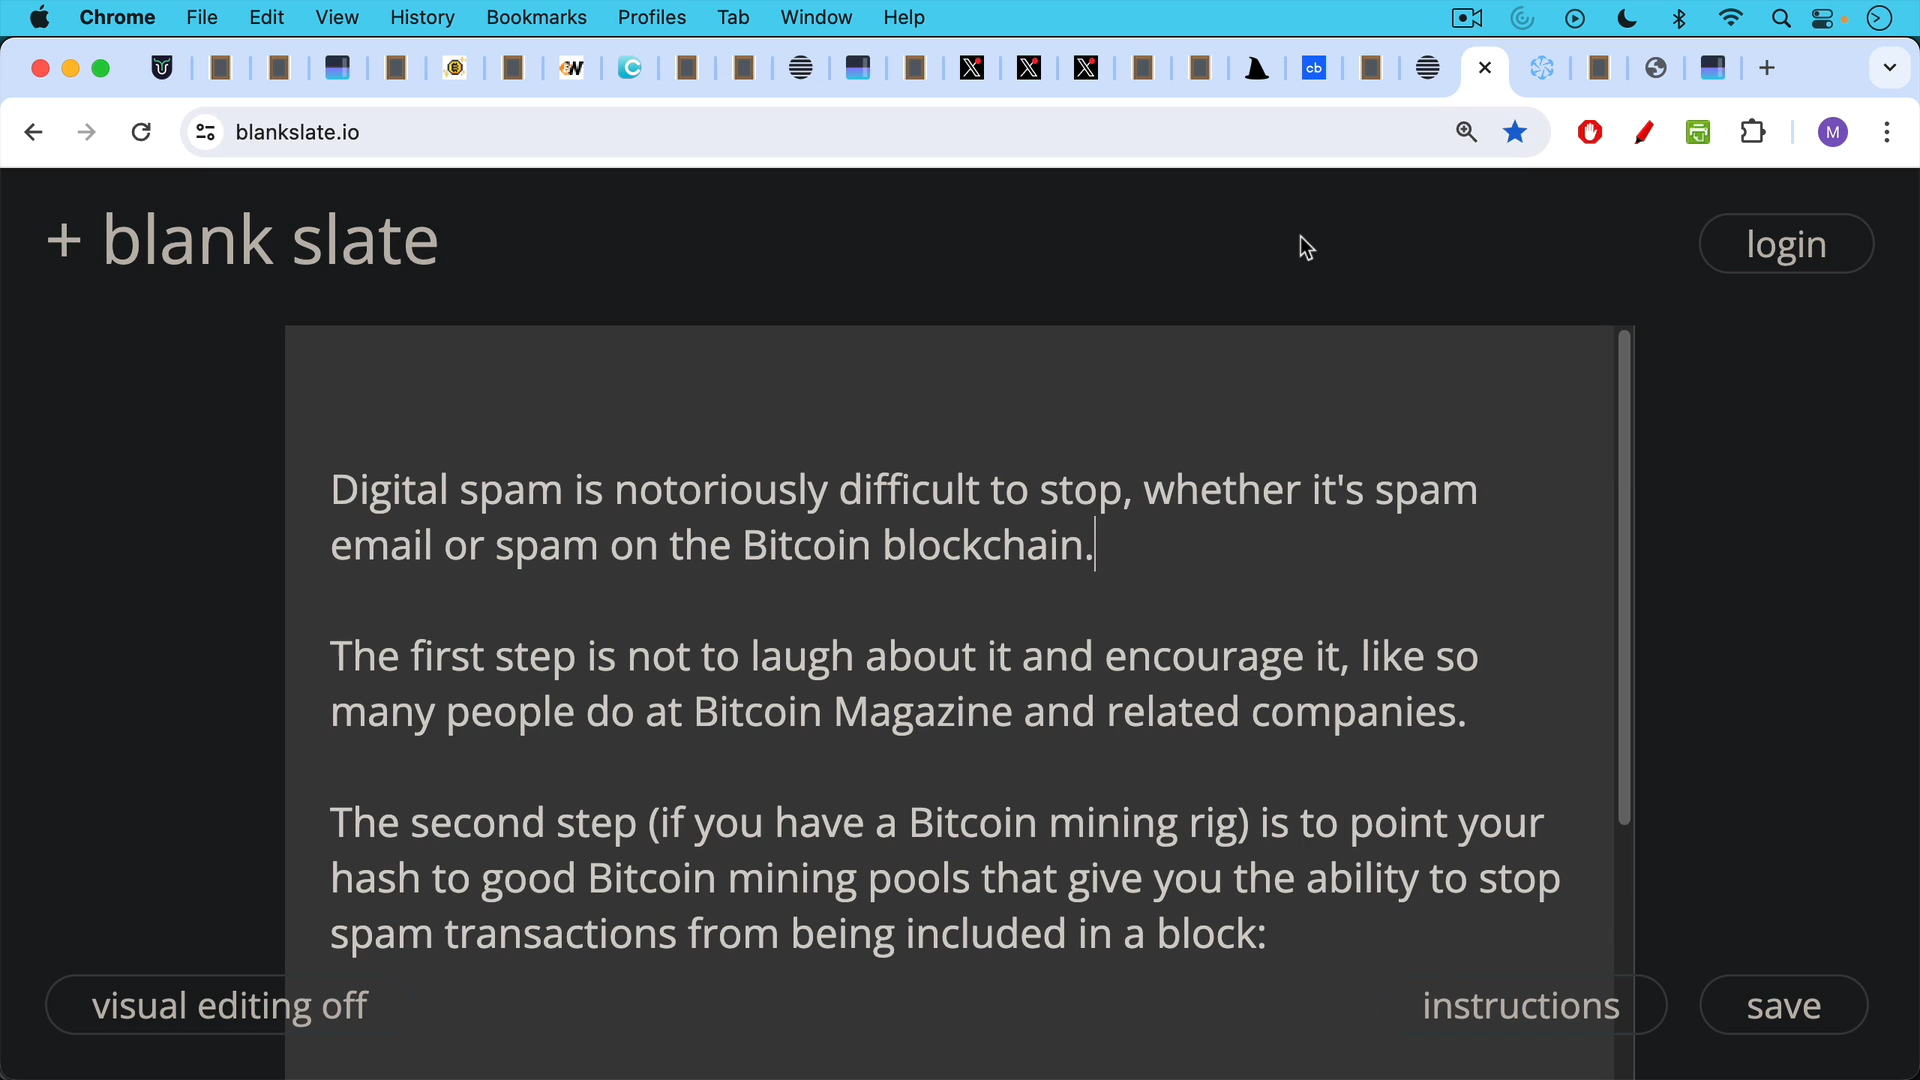 Chrome File Edit View History Bookmarks Profiles Tab Window Help
cb
blankslate.io
M
+ blank slate
login
Digital spam is notoriously difficult to stop, whether it's spam
email or spam on the Bitcoin blockchain.
The first step is not to laugh about it and encourage it, like so
many people do at Bitcoin Magazine and related companies.
The second step (if you have a Bitcoin mining rig) is to point your
hash to good Bitcoin mining pools that give you the ability to stop
spam transactions from being included in a block:
visual editing off
instructions
save